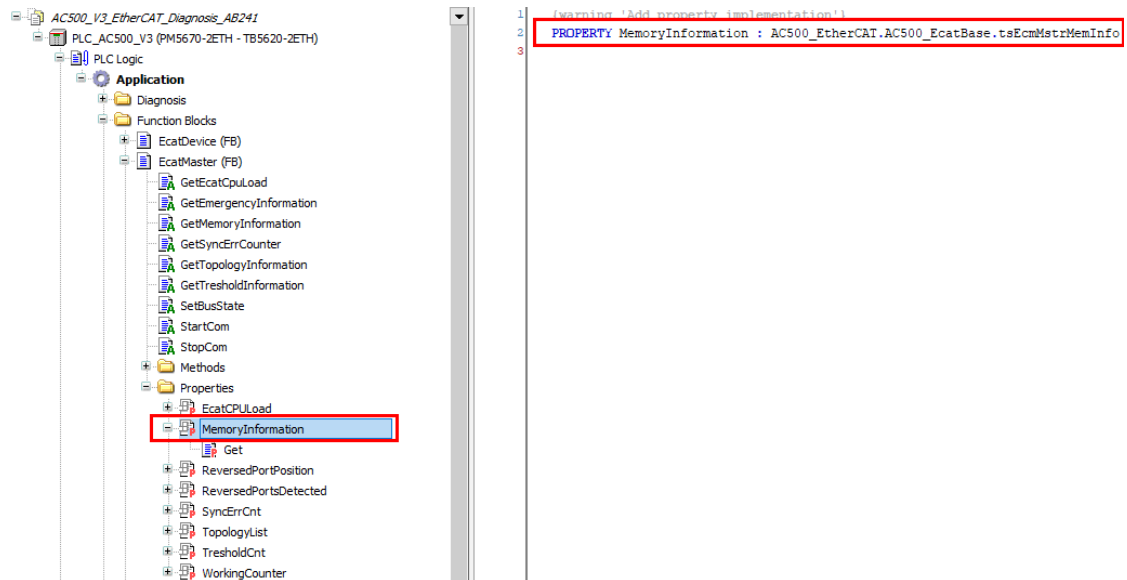 AC500_V3_EtherCAT_Diagnosis_AB241
PLC_AC500_V3 (PM5670-2ETH - TB5620-2ETH)
PLC Logic
Application
Diagnosis
Function Blocks
EcatDevice (FB)
EcatMaster (FB)
GetEcatCpuLoad
GetEmergencyInformation
GetMemoryInformation
GetSyncErrCounter
GetTopologyInformation
GetTresholdInformation
SetBusState
StartCom
StopCom
Methods
Properties
EcatCPULoad
MemoryInformation
Get
ReversedPortPosition
ReversedPortsDetected
SyncErrCnt
TopologyList
TresholdCnt
WorkingCounter
1 {warning 'Add property implementation'}
2 PROPERTY MemoryInformation : AC500_EtherCAT.AC500_EcatBase.tsEcmMstrMemInfo
3